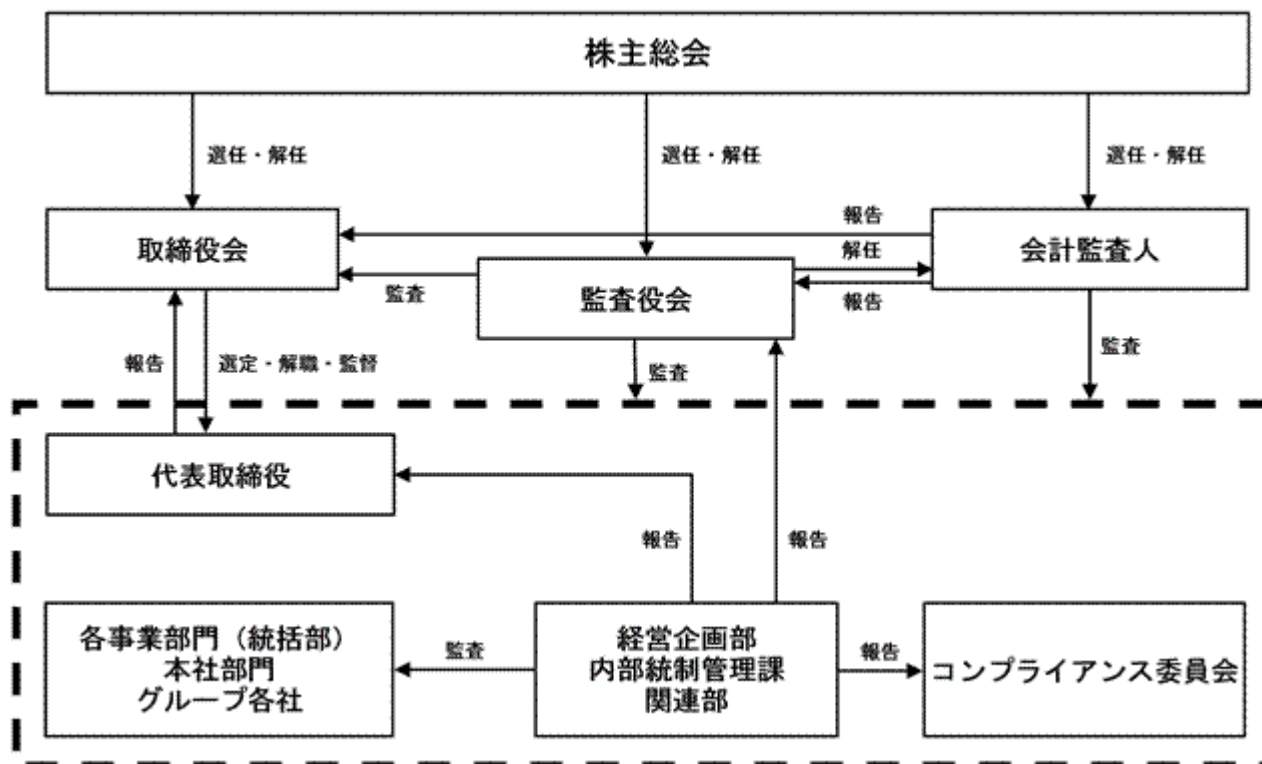 株主総会
選任・解任
選任・解任
選任・解任
取締役会
報告
会計監査人
解任
監査
監査役会
報告
報告
選定・解職・監督
監査
監査
代表取締役
報告
報告
各事業部門（統括部）
本社部門
グループ各社
監査
経営企画部
内部統制管理課
関連部
報告
コンプライアンス委員会